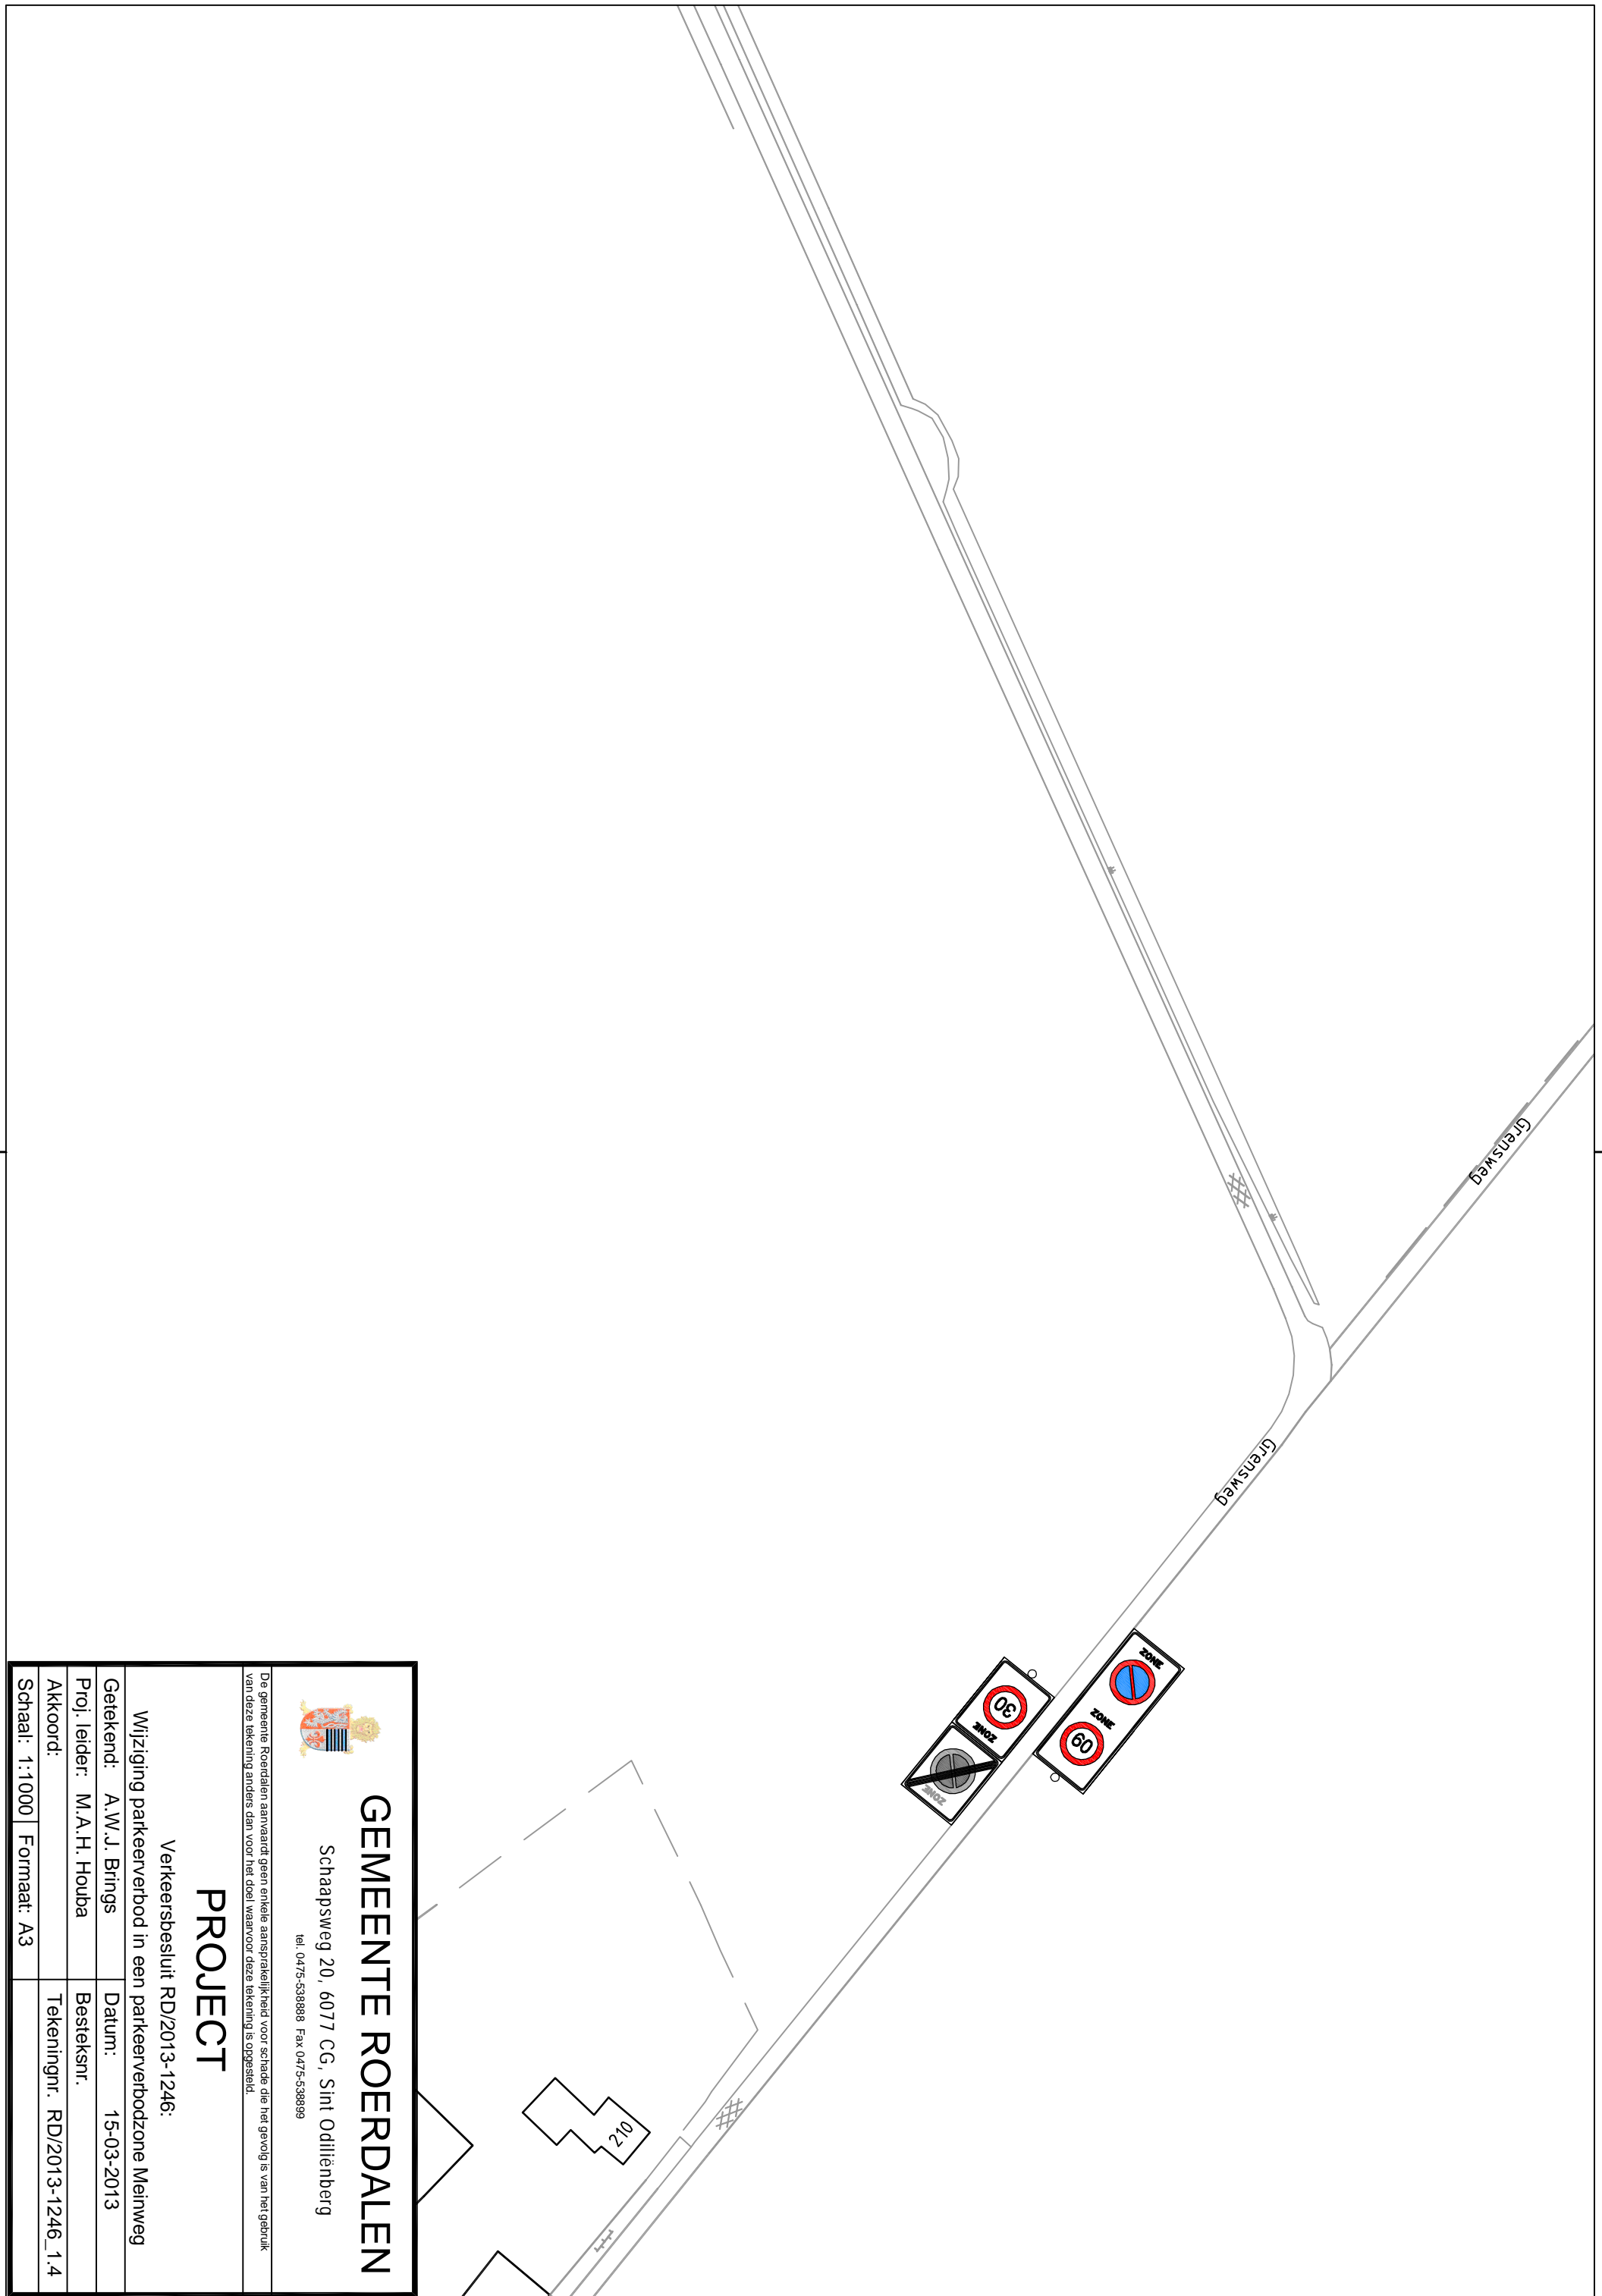 Grensweg
Grensweg
ZONE
ZONE
60
30
ZONE
ZONE
210
GEMEENTE ROERDALEN
Schaapsweg 20, 6077 CG, Sint Odiliënberg
tel. 0475-538888 Fax 0475-538899
De gemeente Roerdalen aanvaardt geen enkele aansprakelijkheid voor schade die het gevolg is van het gebruik
van deze tekening anders dan voor het doel waarvoor deze tekening is opgesteld.
PROJECT
Verkeersbesluit RD/2013-1246:
Wijziging parkeerverbod in een parkeerverbodzone Meinweg
Getekend: A.W.J. Brings Datum: 15-03-2013
Proj. leider: M.A.H. Houba Besteksnr.
Akkoord: Tekeningnr. RD/2013-1246_1.4
Schaal: 1:1000 Formaat: A3